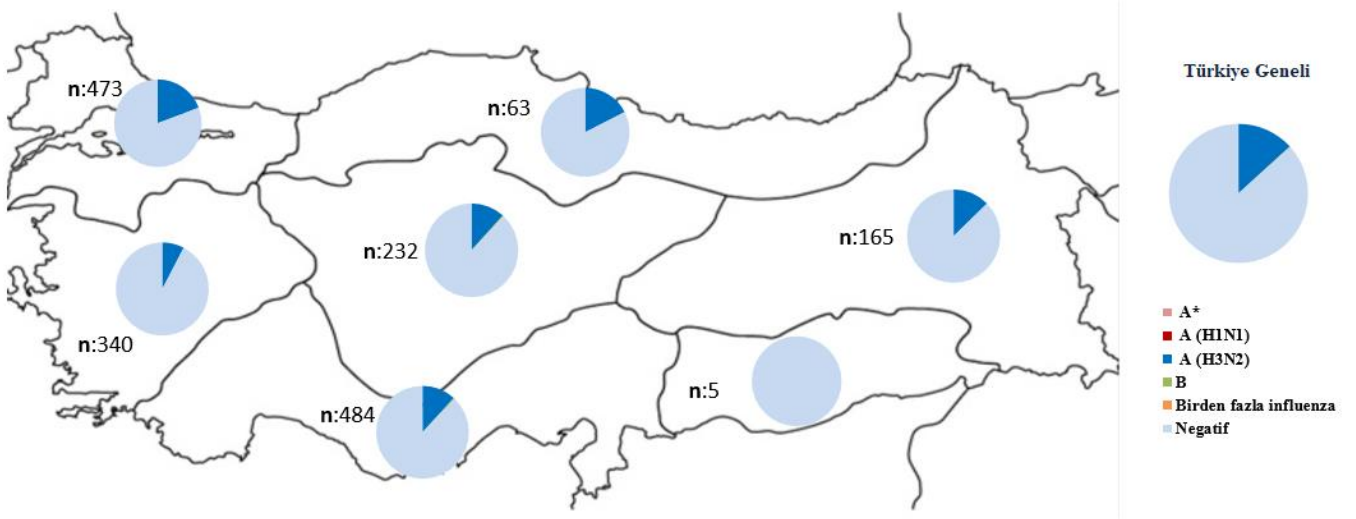 n:473
n:63
n:232
n:165
n:340
n:484
n:5
Türkiye Geneli
A*
A (H1N1)
A (H3N2)
B
Birden fazla influenza
Negatif